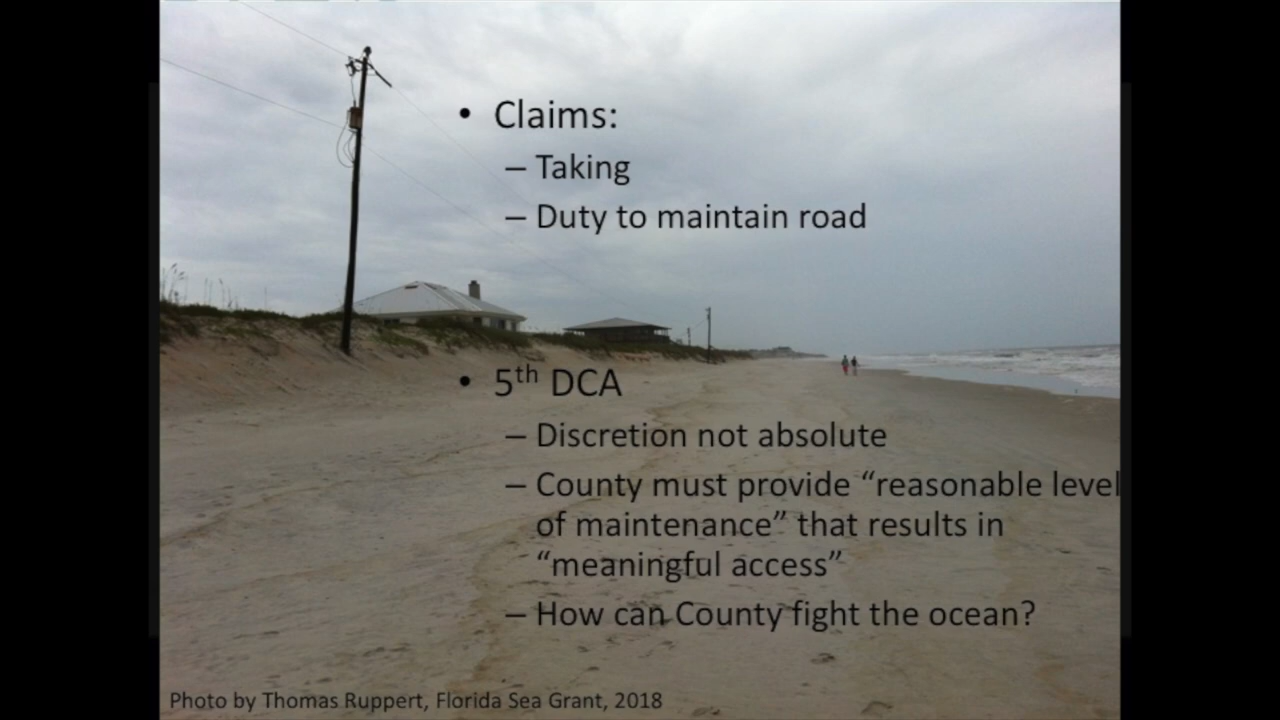 • Claims:
– Taking
– Duty to maintain road
• 5th DCA
– Discretion not absolute
– County must provide “reasonable level
of maintenance” that results in
“meaningful access”
– How can County fight the ocean?
Photo by Thomas Ruppert, Florida Sea Grant, 2018